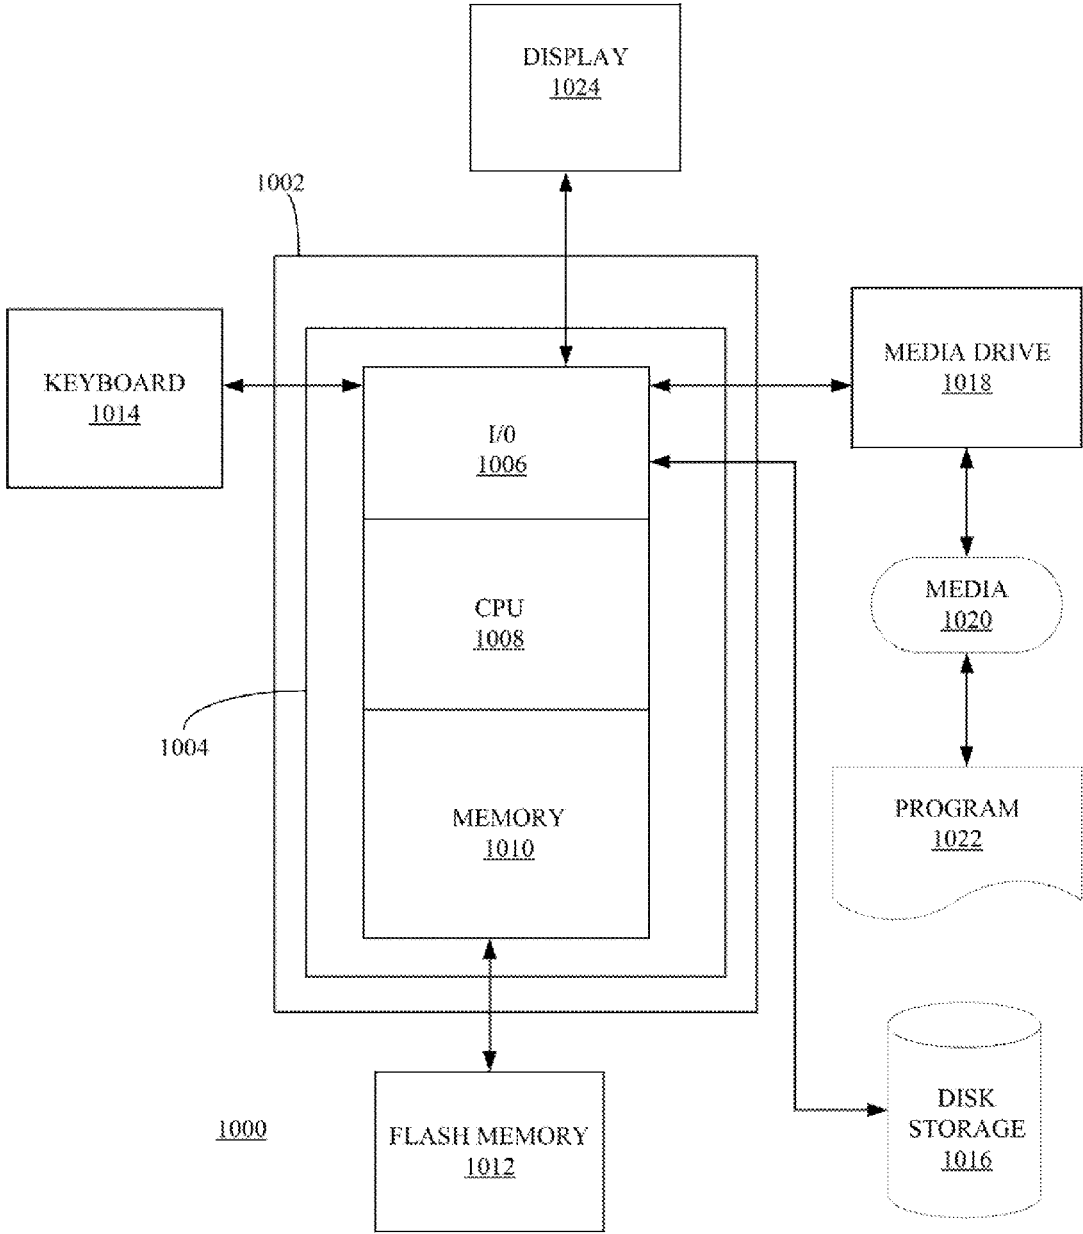 DISPLAY
1024
1002
KEYBOARD
1014
MEDIA DRIVE
1018
I/0
1006
CPU
1008
MEDIA
1020
1004
MEMORY
1010
PROGRAM
1022
1000
FLASH MEMORY
1012
DISK
STORAGE
1016